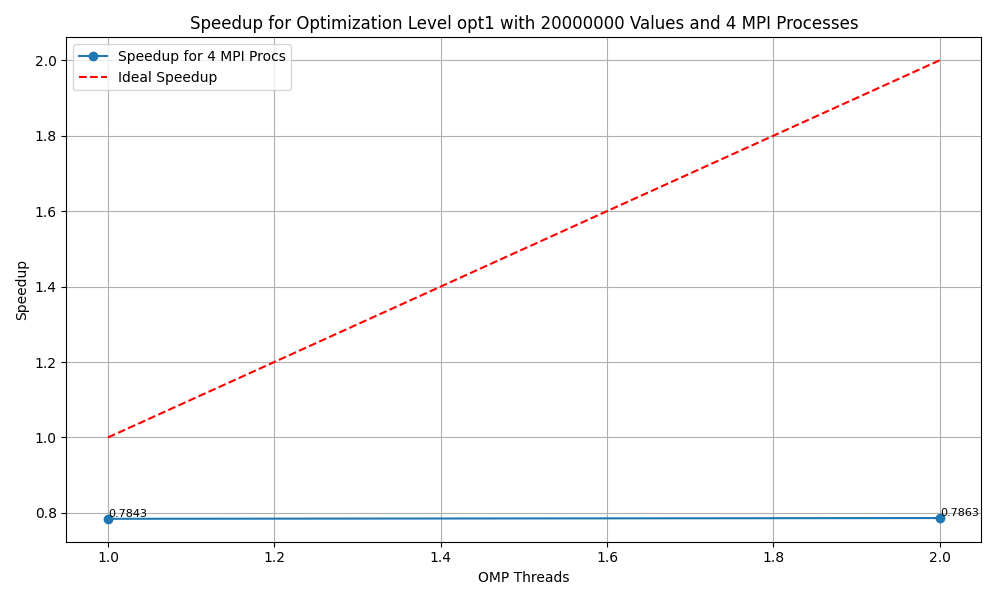 Speedup for Optimization Level opt1 with 20000000 Values and 4 MPI Processes
Speedup for 4 MPI Procs
Ideal Speedup
2.0
1.8
1.6
1.4
1.2
1.0
0.8
Speedup
0.7843
0.7863
1.0 1.2 1.4 1.6 1.8 2.0
OMP Threads